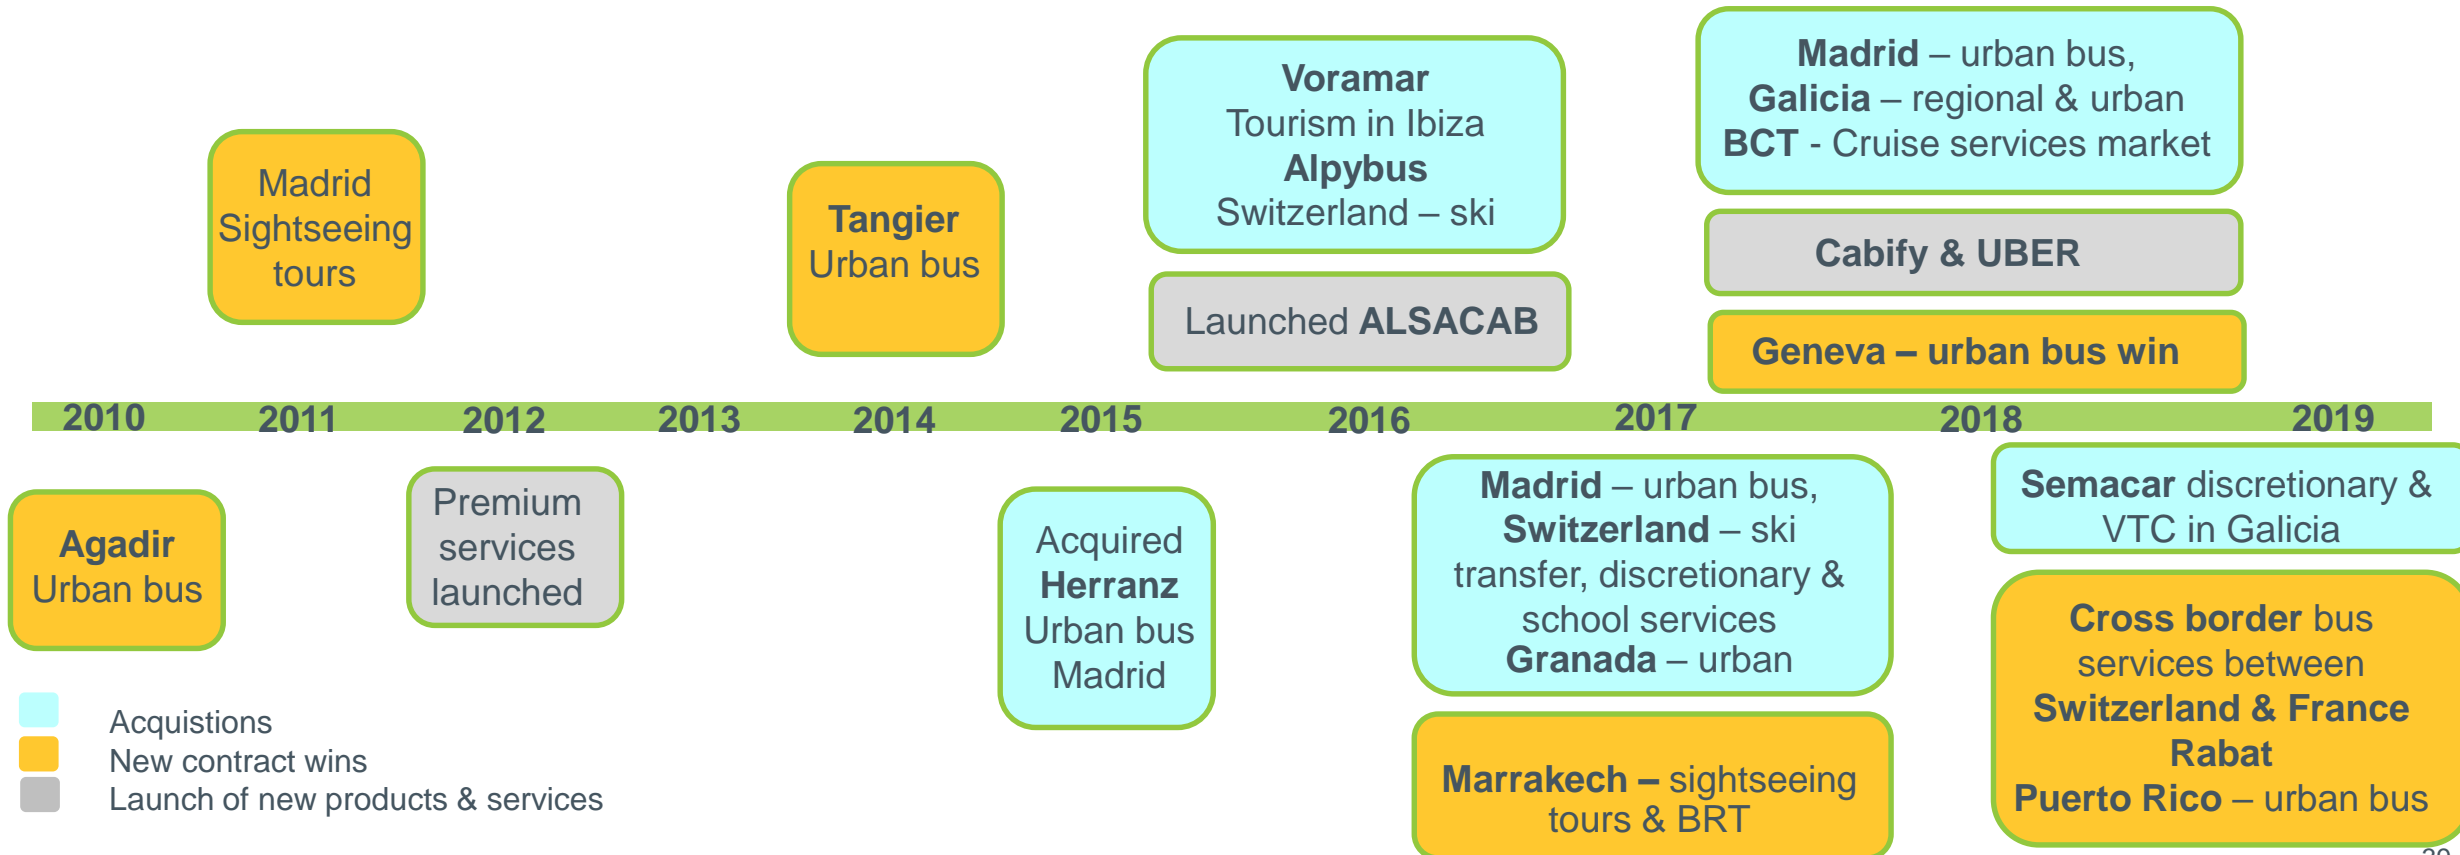 Madrid – urban bus,
Galicia – regional & urban
BCT - Cruise services market
Voramar
Tourism in Ibiza
Alpybus
Switzerland – ski
Madrid
Sightseeing
tours
Tangier
Urban bus
Cabify & UBER
Launched ALSACAB
Geneva – urban bus win
2010 2011 2012 2013 2014 2015 2016 2017 2018 2019
Agadir
Urban bus
Premium
services
launched
Acquired
Herranz
Urban bus
Madrid
Madrid – urban bus,
Switzerland – ski
transfer, discretionary &
school services
Granada – urban
Marrakech – sightseeing
tours & BRT
Semacar discretionary &
VTC in Galicia
Cross border bus
services between
Switzerland & France
Rabat
Puerto Rico – urban bus
Acquistions
New contract wins
Launch of new products & services